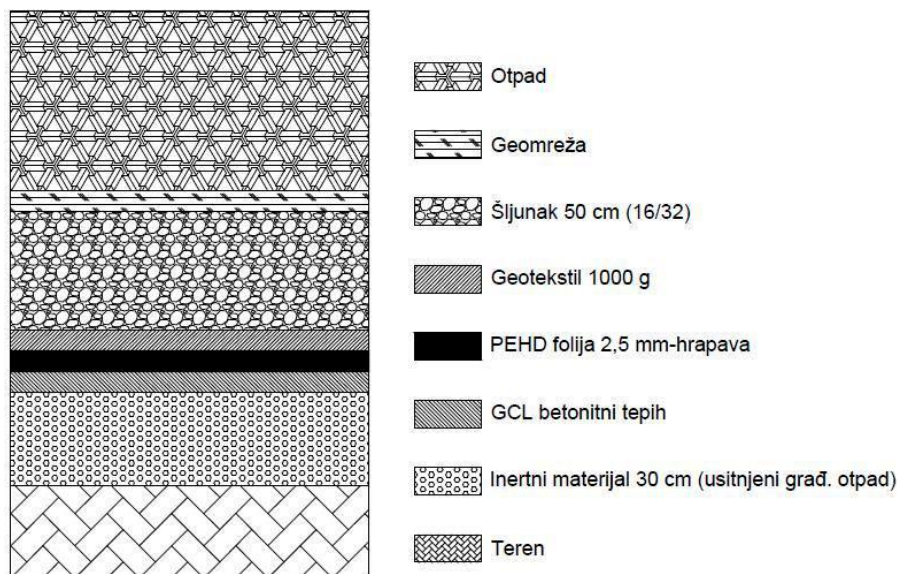 Otpad
Geomreža
Šljunak 50 cm (16/32)
Geotekstil 1000 g
PEHD folija 2,5 mm-hrapava
GCL betonitni tepih
Inertni materijal 30 cm (usitnjeni građ. otpad)
Teren